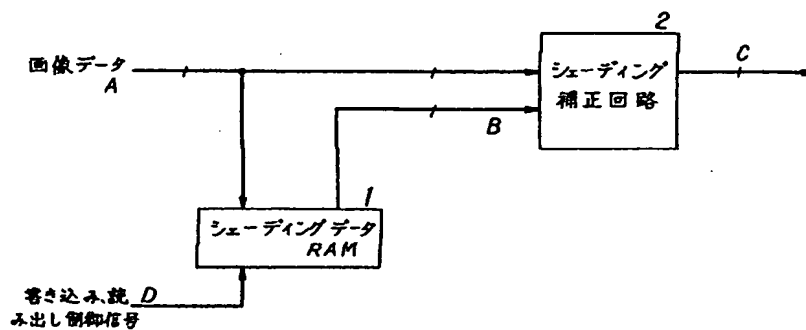 2
シェーディング
補正回路
C
画像データ
A
B
1
シェーディングデータ
RAM
書き込み、読
み出し制御信号
D